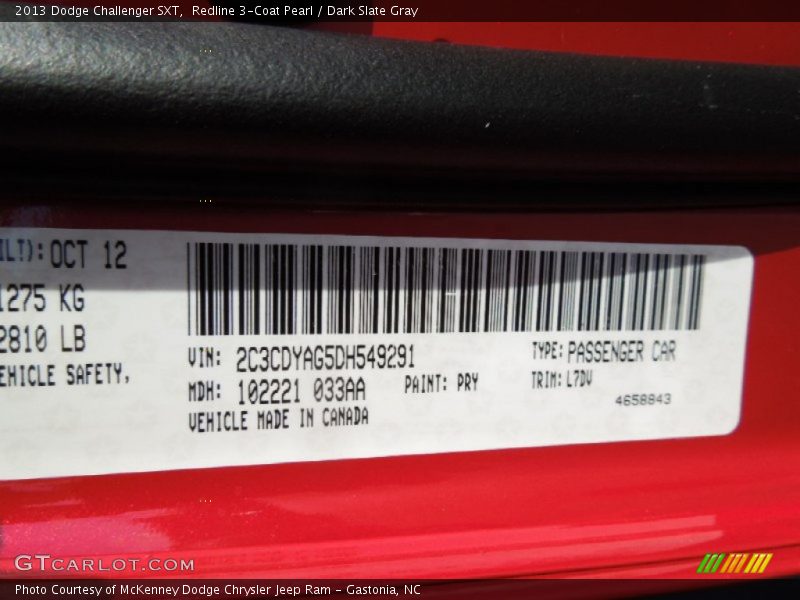 2013 Dodge Challenger SXT, Redline 3-Coat Pearl / Dark Slate Gray
ILT): OCT 12
1275 KG
2810 LB
EHICLE SAFETY,
VIN: 2C3CDYAG5DH549291
TYPE: PASSENGER CAR
MDH: 102221 033AA
PAINT: PRY
TRIM: L7DV
4658843
VEHICLE MADE IN CANADA
GTCARLOT.COM
Photo Courtesy of McKenney Dodge Chrysler Jeep Ram - Gastonia, NC